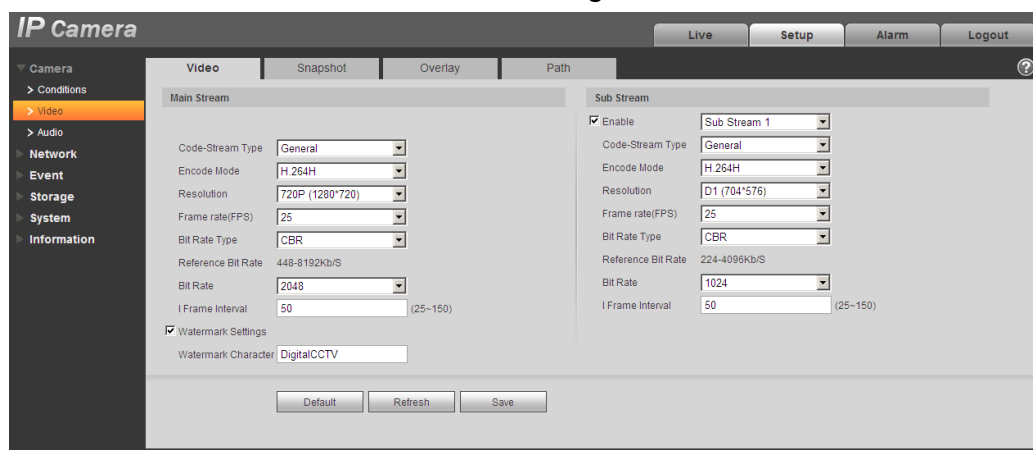 IP Camera
Live Setup Alarm Logout
Camera
> Conditions
> Video
> Audio
Network
Event
Storage
System
Information
Video Snapshot Overlay Path
?
Main Stream
Code-Stream Type General
Encode Mode H.264H
Resolution 720P (1280*720)
Frame rate(FPS) 25
Bit Rate Type CBR
Reference Bit Rate 448-8192Kb/S
Bit Rate 2048
I Frame Interval 50 (25~150)
Watermark Settings
Watermark Character DigitalCCTV
Sub Stream
Enable Sub Stream 1
Code-Stream Type General
Encode Mode H.264H
Resolution D1 (704*576)
Frame rate(FPS) 25
Bit Rate Type CBR
Reference Bit Rate 224-4096Kb/S
Bit Rate 1024
I Frame Interval 50 (25~150)
Default Refresh Save